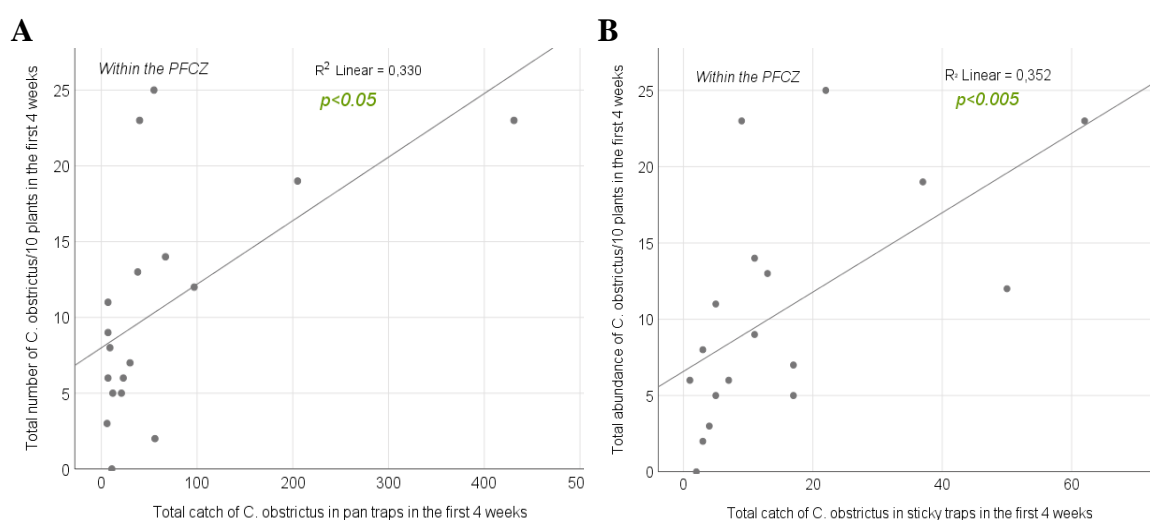 A
Within the PFCZ
R² Linear = 0,330
p<0.05
Total number of C. obstrictus/10 plants in the first 4 weeks
25
20
15
10
5
0
0 100 200 300 400 50
Total catch of C. obstrictus in pan traps in the first 4 weeks
B
Within the PFCZ
R² Linear = 0,352
p<0.005
Total abundance of C. obstrictus/10 plants in the first 4 weeks
25
20
15
10
5
0
0 20 40 60
Total catch of C. obstrictus in sticky traps in the first 4 weeks